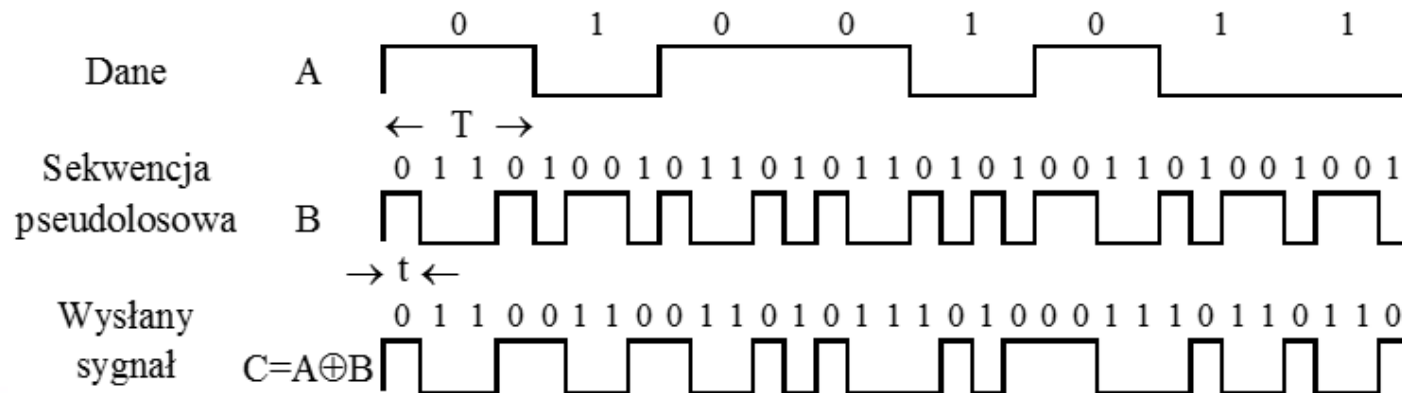 0 1 0 0 1 0 1 1
Dane A
← T →
Sekwencja 0 1 1 0 1 0 0 1 0 1 1 0 1 0 1 1 0 1 0 1 0 0 1 1 0 1 0 0 1 0 0 1
pseudolosowa B
→ t ←
Wysłany 0 1 1 0 0 1 1 0 0 1 1 0 1 0 1 1 1 0 1 0 0 0 1 1 1 0 1 1 0 1 1 0
sygnał C=A⊕B